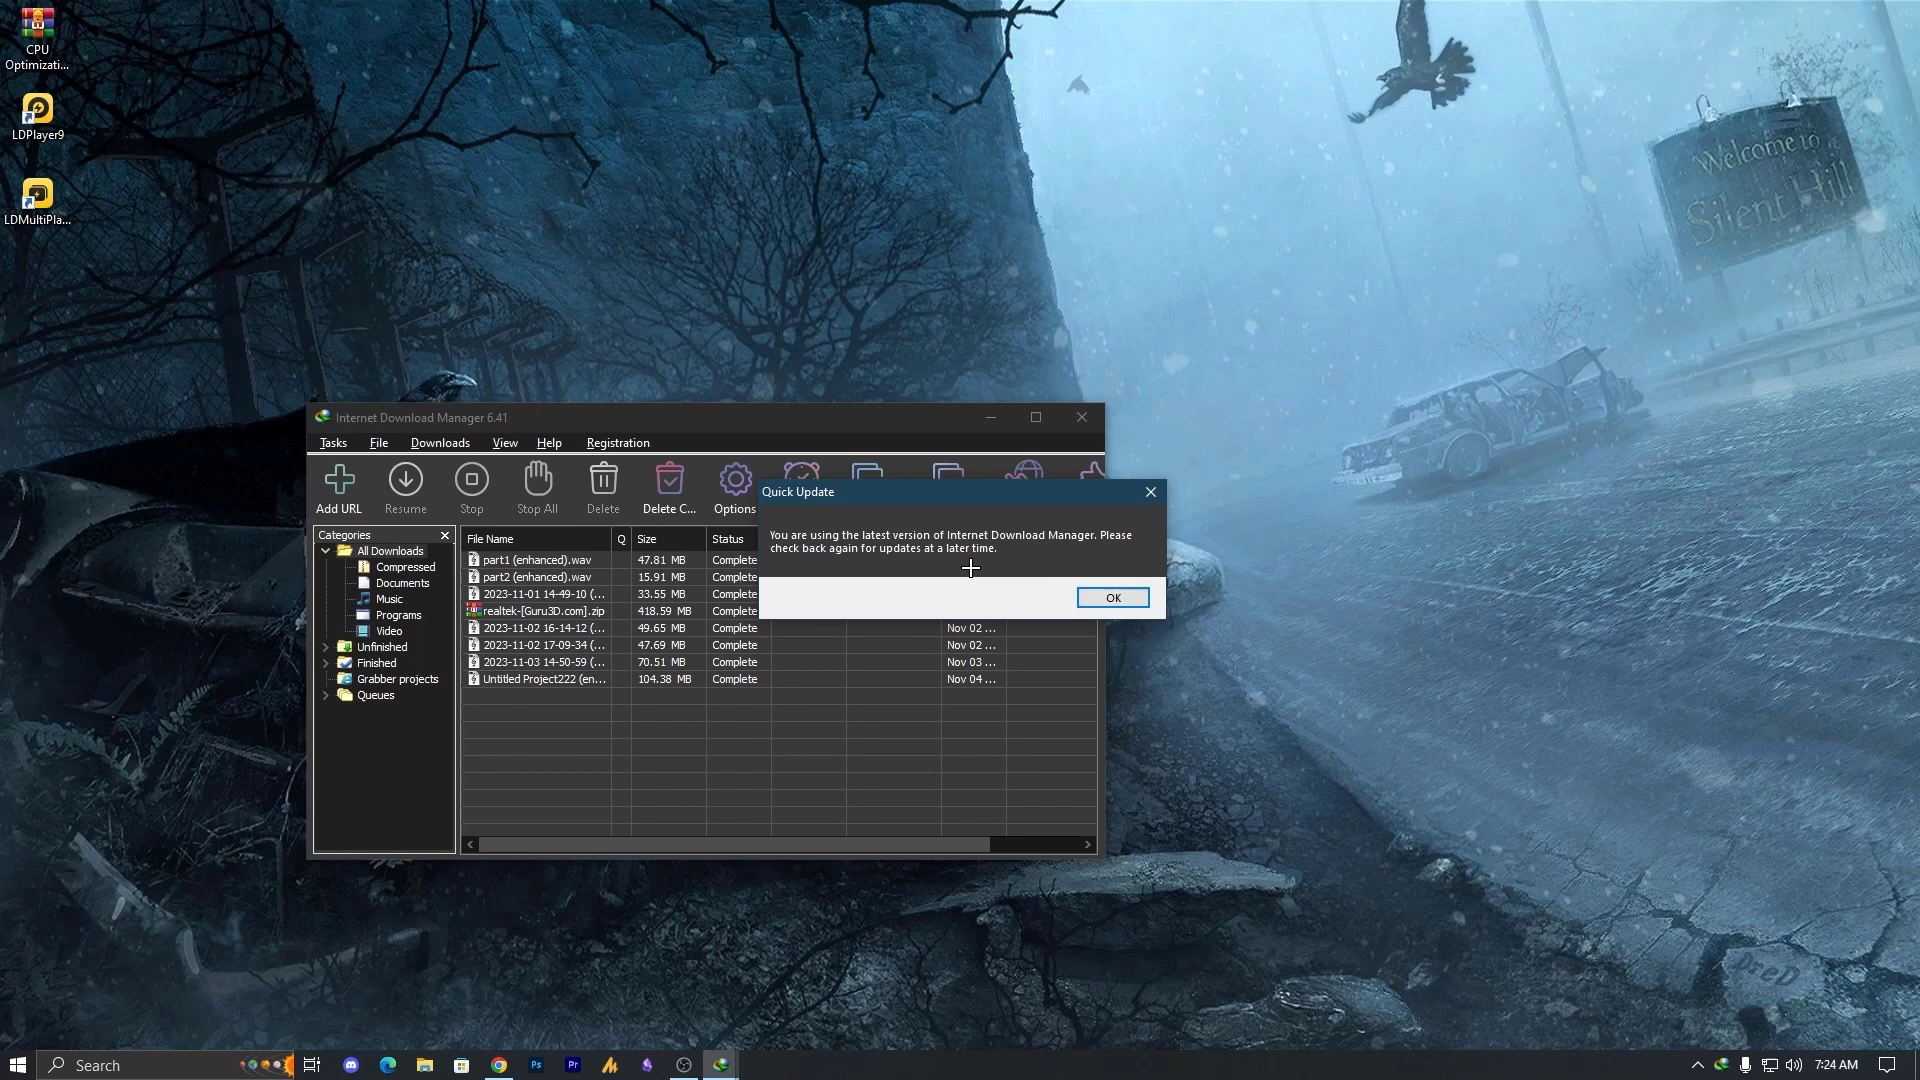 CPU
Optimizati...
LDPlayer9
LDMultiPla...
Welcome to
Silent Hill
Internet Download Manager 6.41
Tasks File Downloads View Help Registration
Add URL Resume Stop Stop All Delete Delete C... Options
Quick Update
You are using the latest version of Internet Download Manager. Please
check back again for updates at a later time.
OK
Categories
All Downloads
Compressed
Documents
Music
Programs
Video
Unfinished
Finished
Grabber projects
Queues
File Name Q Size Status
part1 (enhanced).wav 47.81 MB Complete
part2 (enhanced).wav 15.91 MB Complete
2023-11-01 14-49-10 (... 33.55 MB Complete
realtek-[Guru3D.com].zip 418.59 MB Complete
2023-11-02 16-14-12 (... 49.65 MB Complete Nov 02 ...
2023-11-02 17-09-34 (... 47.69 MB Complete Nov 02 ...
2023-11-03 14-50-59 (... 70.51 MB Complete Nov 03 ...
Untitled Project222 (en... 104.38 MB Complete Nov 04 ...
DreD
Search
Ps
Pr
7:24 AM